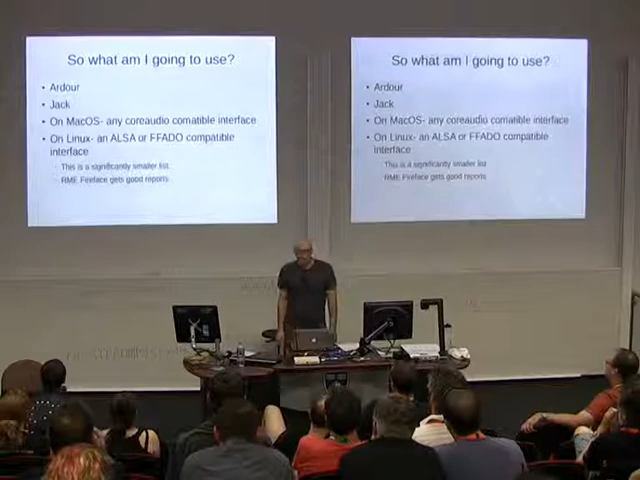 So what am I going to use?
• Ardour
• Jack
• On MacOS- any coreaudio comatible interface
• On Linux- an ALSA or FFADO compatible
interface
This is a significantly smaller list
RME Fireface gets good reports
So what am I going to use?
• Ardour
• Jack
• On MacOS- any coreaudio comatible interface
• On Linux- an ALSA or FFADO compatible
interface
This is a significantly smaller list
RME Fireface gets good reports